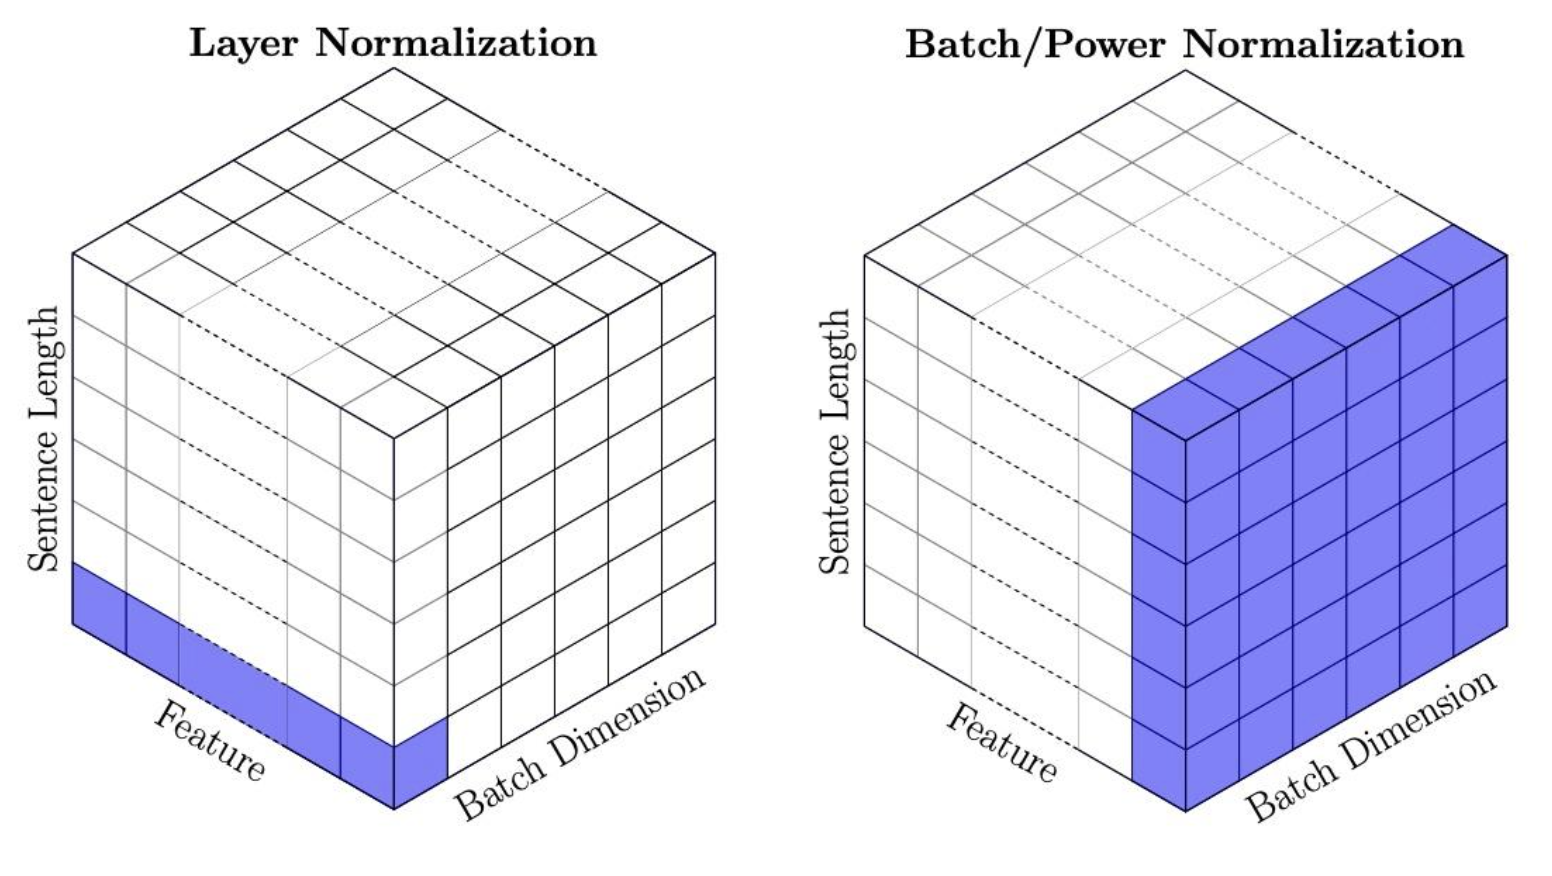 Layer Normalization
Sentence Length
Feature
Batch Dimension
Batch/Power Normalization
Sentence Length
Feature
Batch Dimension